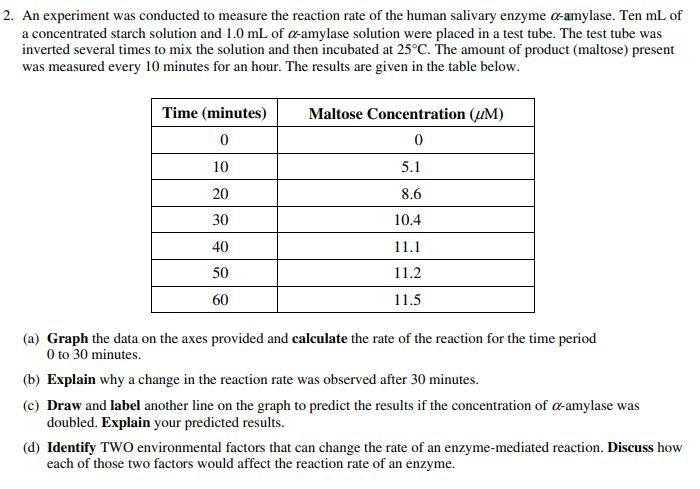 2. An experiment was conducted to measure the reaction rate of the human salivary enzyme α-amylase. Ten mL of
a concentrated starch solution and 1.0 mL of α-amylase solution were placed in a test tube. The test tube was
inverted several times to mix the solution and then incubated at 25°C. The amount of product (maltose) present
was measured every 10 minutes for an hour. The results are given in the table below.
Time (minutes) Maltose Concentration (μM)
0 0
10 5.1
20 8.6
30 10.4
40 11.1
50 11.2
60 11.5
(a) Graph the data on the axes provided and calculate the rate of the reaction for the time period
0 to 30 minutes.
(b) Explain why a change in the reaction rate was observed after 30 minutes.
(c) Draw and label another line on the graph to predict the results if the concentration of α-amylase was
doubled. Explain your predicted results.
(d) Identify TWO environmental factors that can change the rate of an enzyme-mediated reaction. Discuss how
each of those two factors would affect the reaction rate of an enzyme.